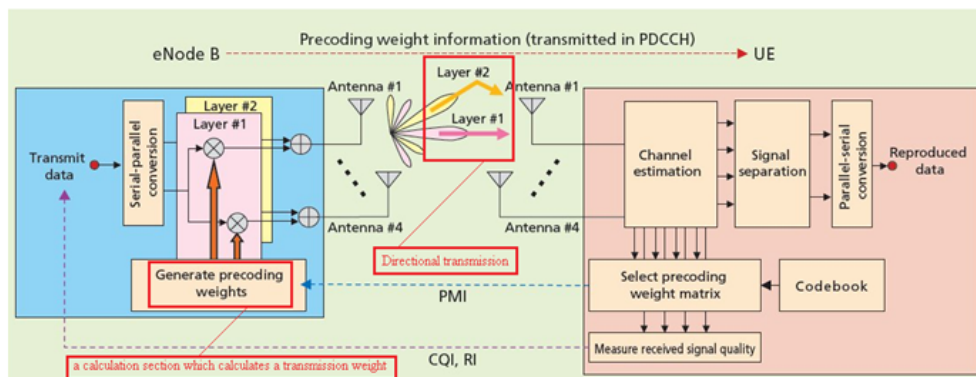 Precoding weight information (transmitted in PDCCH)
eNode B
UE
Antenna #1
Layer #2
Antenna #1
Layer #2
Layer #1
Layer #1
Transmit
data
Serial-parallel
conversion
Channel
estimation
Signal
separation
Parallel-serial
conversion
Reproduced
data
Antenna #4
Antenna #4
Directional transmission
Generate precoding
weights
PMI
Select precoding
weight matrix
Codebook
Measure received signal quality
CQI, RI
a calculation section which calculates a transmission weight